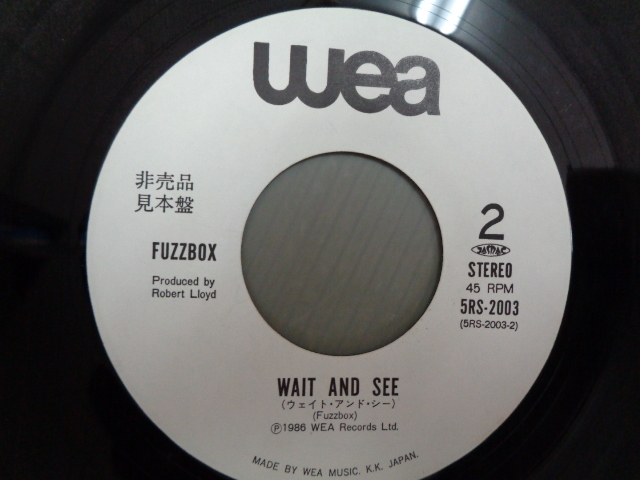 wea
非売品
見本盤
FUZZBOX
Produced by
Robert Lloyd
2
JASRAC
STEREO
45 RPM
5RS-2003
(5RS-2003-2)
WAIT AND SEE
(ウェイト・アンド・シー)
(Fuzzbox)
Ⓟ1986 WEA Records Ltd.
MADE BY WEA MUSIC. K.K. JAPAN.